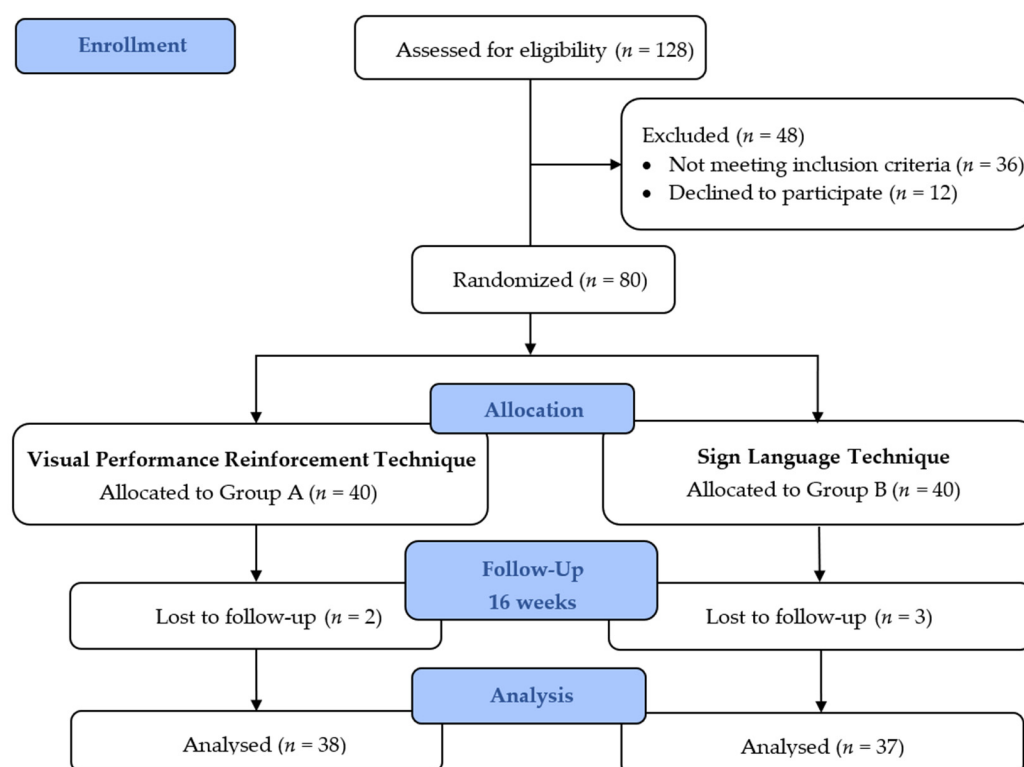 Enrollment
Assessed for eligibility (n = 128)
Excluded (n = 48)
• Not meeting inclusion criteria (n = 36)
• Declined to participate (n = 12)
Randomized (n = 80)
Allocation
Visual Performance Reinforcement Technique
Allocated to Group A (n = 40)
Sign Language Technique
Allocated to Group B (n = 40)
Follow-Up
16 weeks
Lost to follow-up (n = 2)
Lost to follow-up (n = 3)
Analysis
Analysed (n = 38)
Analysed (n = 37)